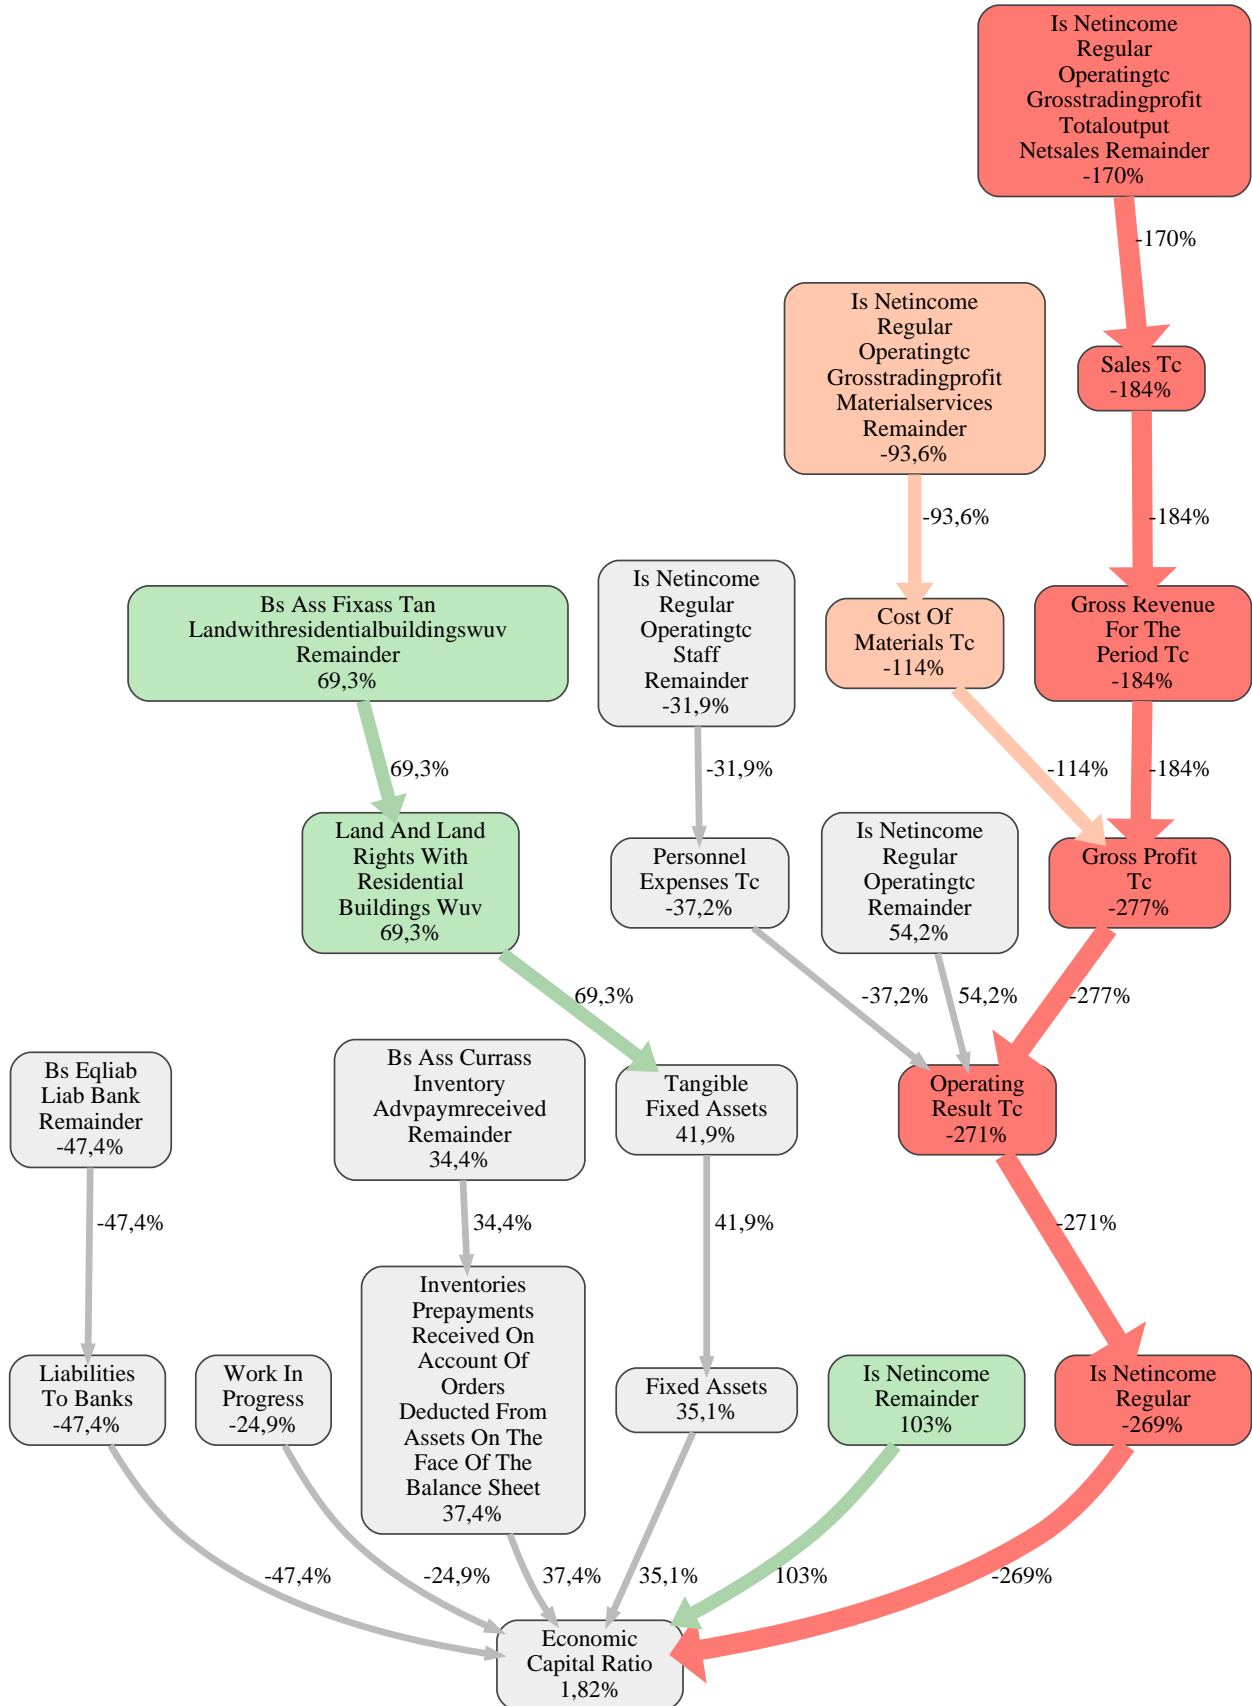 Is Netincome
Regular
Operatingtc
Grosstradingprofit
Totaloutput
Netsales Remainder
-170%
-170%
Is Netincome
Regular
Operatingtc
Grosstradingprofit
Materialservices
Remainder
-93,6%
Sales Tc
-184%
-93,6%
-184%
Bs Ass Fixass Tan
Landwithresidentialbuildingswuv
Remainder
69,3%
Is Netincome
Regular
Operatingtc
Staff
Remainder
-31,9%
Cost Of
Materials Tc
-114%
Gross Revenue
For The
Period Tc
-184%
69,3%
-31,9%
-114%
-184%
Land And Land
Rights With
Residential
Buildings Wuv
69,3%
Personnel
Expenses Tc
-37,2%
Is Netincome
Regular
Operatingtc
Remainder
54,2%
Gross Profit
Tc
-277%
69,3%
-37,2%
54,2%
-277%
Bs Eqliab
Liab Bank
Remainder
-47,4%
Bs Ass Currass
Inventory
Advpaymreceived
Remainder
34,4%
Tangible
Fixed Assets
41,9%
Operating
Result Tc
-271%
-47,4%
34,4%
41,9%
-271%
Liabilities
To Banks
-47,4%
Work In
Progress
-24,9%
Inventories
Prepayments
Received On
Account Of
Orders
Deducted From
Assets On The
Face Of The
Balance Sheet
37,4%
Fixed Assets
35,1%
Is Netincome
Remainder
103%
Is Netincome
Regular
-269%
-47,4%
-24,9%
37,4%
35,1%
103%
-269%
Economic
Capital Ratio
1,82%